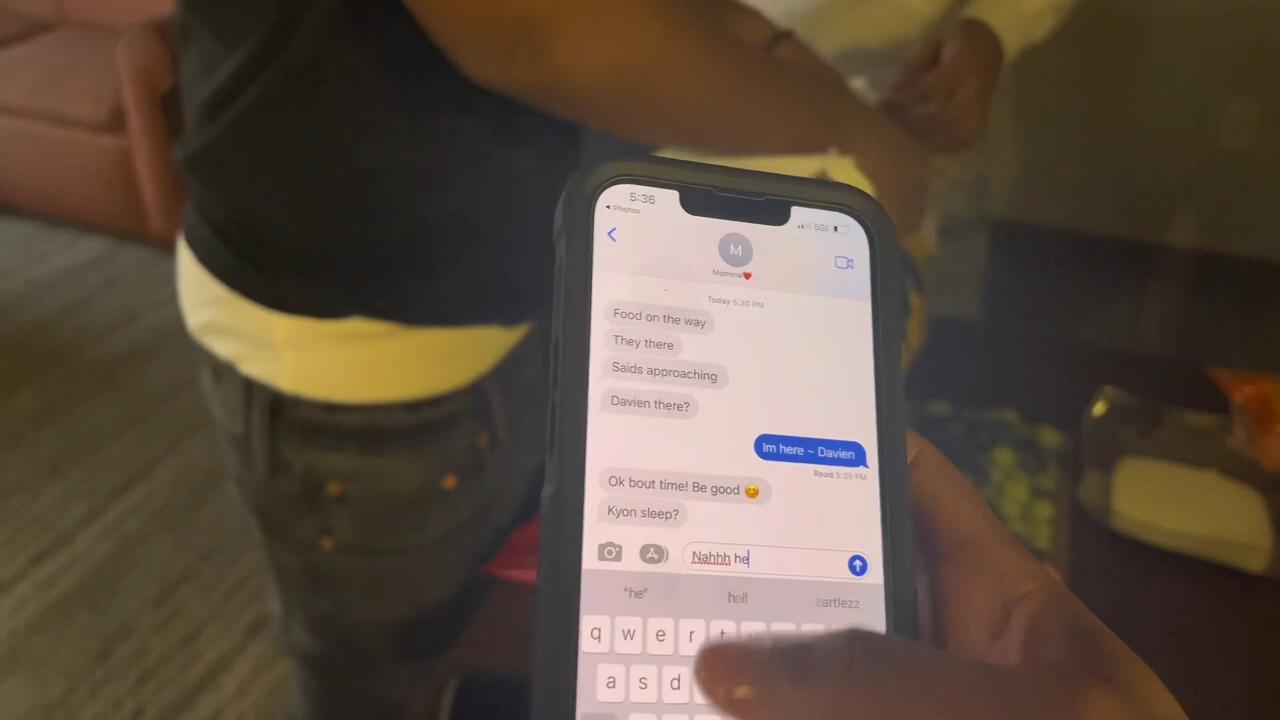 5:36
◂ Photos
5G
M
Momma❤️
Today 5:30 PM
Food on the way
They there
Saids approaching
Davien there?
Im here ~ Davien
Read 5:35 PM
Ok bout time! Be good 😊
Kyon sleep?
Nahhh he
"he" hell eartlezz
q w e r t
a s d